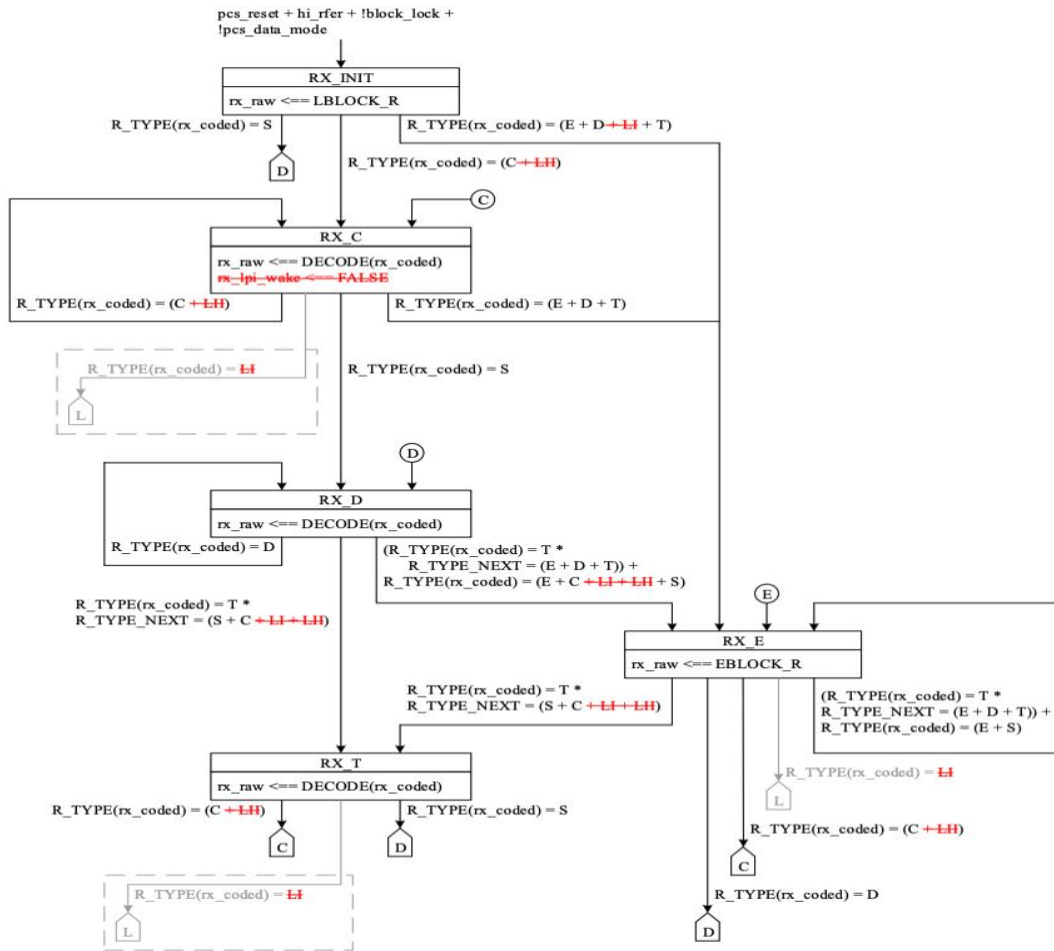 pcs_reset + hi_rfer + !block_lock +
!pcs_data_mode
RX_INIT
rx_raw <== LBLOCK_R
R_TYPE(rx_coded) = S
D
R_TYPE(rx_coded) = (E + D + LI + T)
R_TYPE(rx_coded) = (C + LH)
C
RX_C
rx_raw <== DECODE(rx_coded)
rx_lpi_wake <== FALSE
R_TYPE(rx_coded) = (C + LH)
R_TYPE(rx_coded) = (E + D + T)
R_TYPE(rx_coded) = LI
L
R_TYPE(rx_coded) = S
D
RX_D
rx_raw <== DECODE(rx_coded)
R_TYPE(rx_coded) = D
(R_TYPE(rx_coded) = T *
R_TYPE_NEXT = (E + D + T)) +
R_TYPE(rx_coded) = (E + C + LI + LH + S)
R_TYPE(rx_coded) = T *
R_TYPE_NEXT = (S + C + LI + LH)
E
RX_E
rx_raw <== EBLOCK_R
R_TYPE(rx_coded) = T *
R_TYPE_NEXT = (S + C + LI + LH)
(R_TYPE(rx_coded) = T *
R_TYPE_NEXT = (E + D + T)) +
R_TYPE(rx_coded) = (E + S)
RX_T
rx_raw <== DECODE(rx_coded)
R_TYPE(rx_coded) = LI
L
R_TYPE(rx_coded) = (C + LH)
C
R_TYPE(rx_coded) = S
D
R_TYPE(rx_coded) = (C + LH)
C
R_TYPE(rx_coded) = LI
L
R_TYPE(rx_coded) = D
D